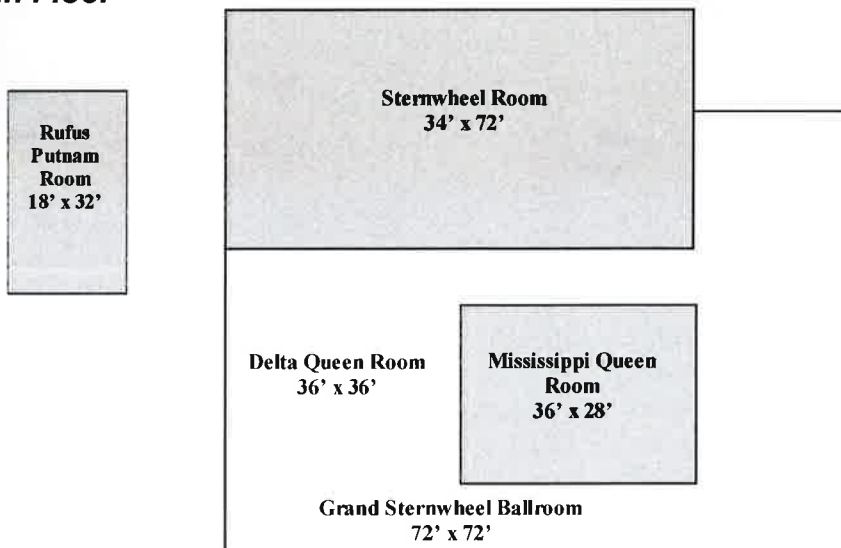 Rufus
Putnam
Room
18' x 32'
Sternwheel Room
34' x 72'
Delta Queen Room
36' x 36'
Mississippi Queen
Room
36' x 28'
Grand Sternwheel Ballroom
72' x 72'